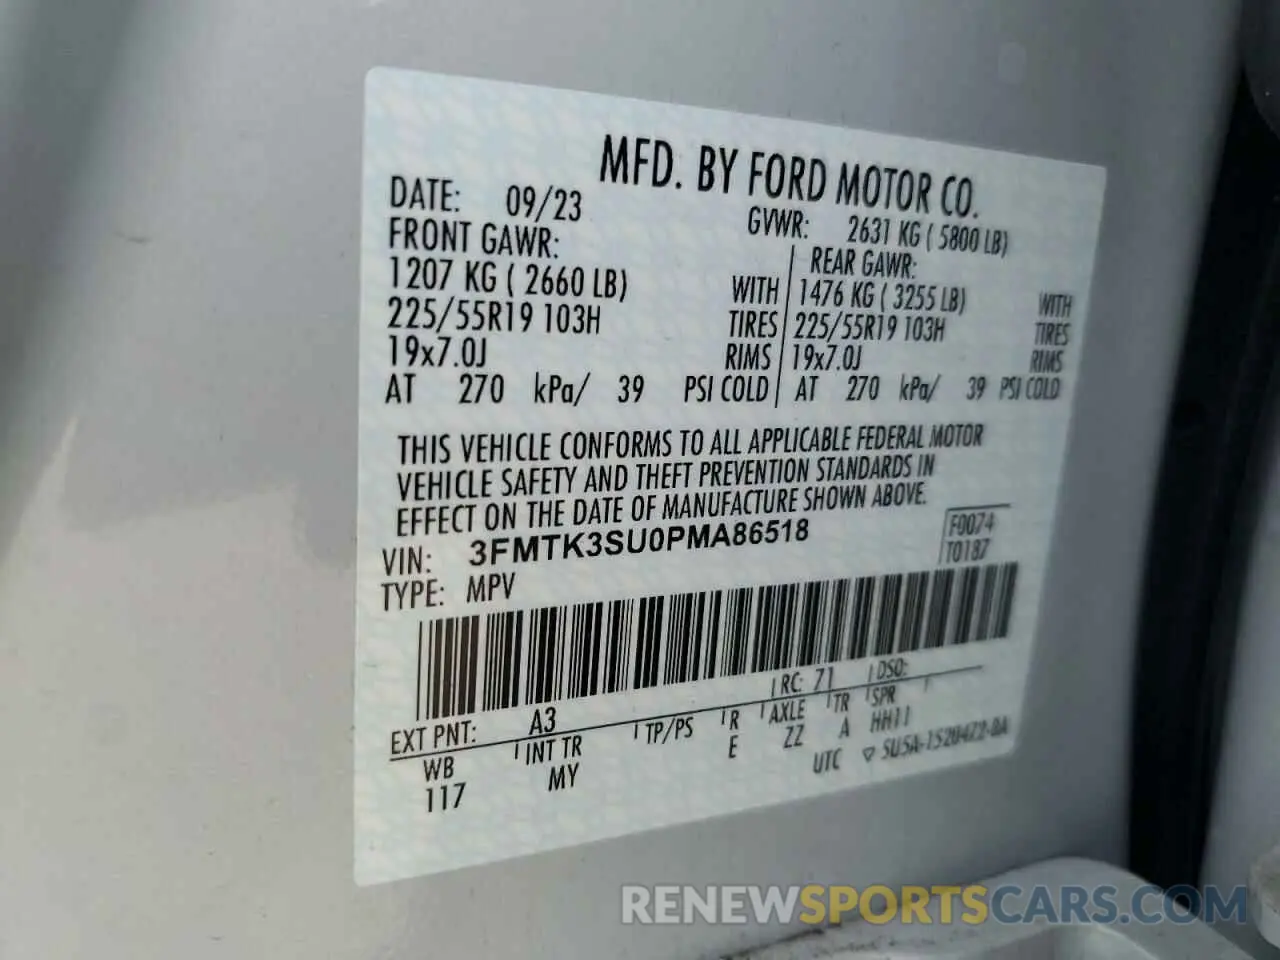 MFD. BY FORD MOTOR CO.
DATE: 09/23 GVWR: 2631 KG ( 5800 LB)
FRONT GAWR: REAR GAWR:
1207 KG ( 2660 LB) WITH 1476 KG ( 3255 LB) WITH
225/55R19 103H TIRES 225/55R19 103H TIRES
19x7.0J RIMS 19x7.0J RIMS
AT 270 kPa/ 39 PSI COLD AT 270 kPa/ 39 PSI COLD
THIS VEHICLE CONFORMS TO ALL APPLICABLE FEDERAL MOTOR
VEHICLE SAFETY AND THEFT PREVENTION STANDARDS IN
EFFECT ON THE DATE OF MANUFACTURE SHOWN ABOVE.
VIN: 3FMTK3SU0PMA86518 F0074
TYPE: MPV T0187
EXT PNT: A3 RC: 71 DSO:
WB INT TR TP/PS R AXLE TR SPR
117 MY E ZZ A HH11
UTC SU5A-1520472-DA
RENEWSPORTSCARS.COM